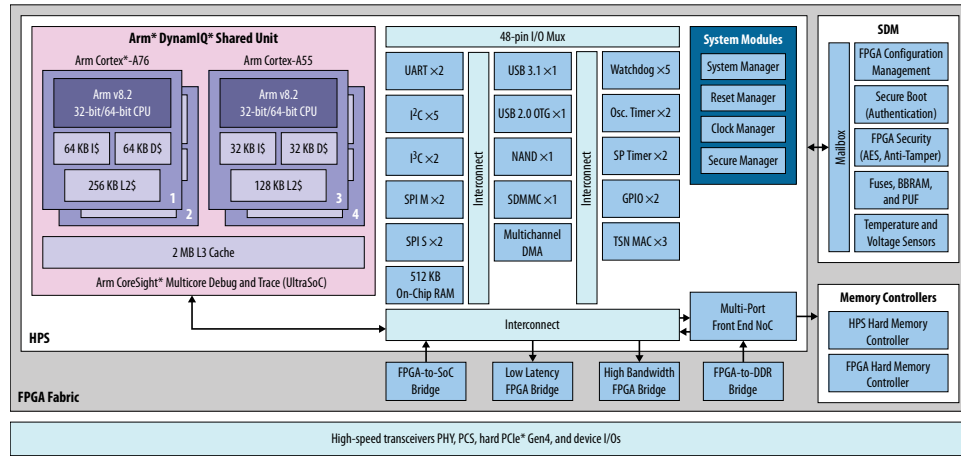 Arm* DynamIQ* Shared Unit
Arm Cortex*-A76
Arm v8.2
32-bit/64-bit CPU
64 KB I$
64 KB D$
256 KB L2$
1
2
Arm Cortex-A55
Arm v8.2
32-bit/64-bit CPU
32 KB I$
32 KB D$
128 KB L2$
3
4
2 MB L3 Cache
Arm CoreSight* Multicore Debug and Trace (UltraSoC)
HPS
48-pin I/O Mux
UART ×2
I²C ×5
I³C ×2
SPI M ×2
SPI S ×2
512 KB
On-Chip RAM
Interconnect
USB 3.1 ×1
USB 2.0 OTG ×1
NAND ×1
SDMMC ×1
Multichannel
DMA
Interconnect
Watchdog ×5
Osc. Timer ×2
SP Timer ×2
GPIO ×2
TSN MAC ×3
System Modules
System Manager
Reset Manager
Clock Manager
Secure Manager
Interconnect
Multi-Port
Front End NoC
SDM
Mailbox
FPGA Configuration
Management
Secure Boot
(Authentication)
FPGA Security
(AES, Anti-Tamper)
Fuses, BBRAM,
and PUF
Temperature and
Voltage Sensors
Memory Controllers
HPS Hard Memory
Controller
FPGA Hard Memory
Controller
FPGA-to-SoC
Bridge
Low Latency
FPGA Bridge
High Bandwidth
FPGA Bridge
FPGA-to-DDR
Bridge
FPGA Fabric
High-speed transceivers PHY, PCS, hard PCIe* Gen4, and device I/Os